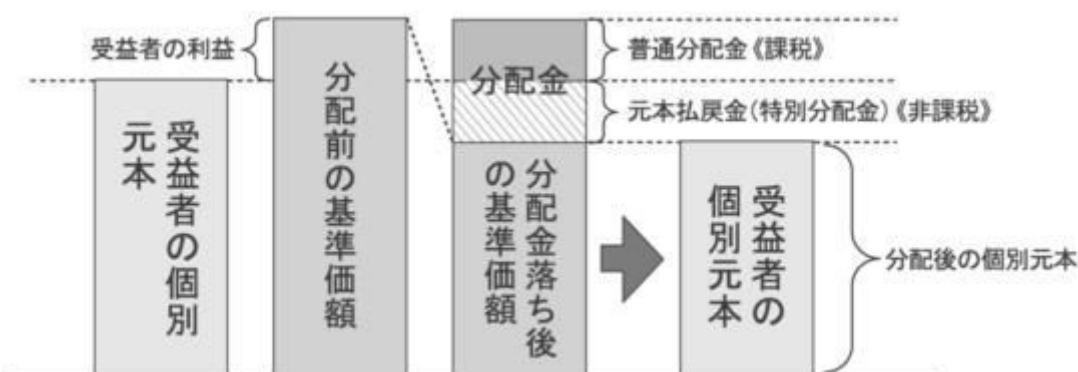 受益者の利益
受益者の個別
元本
分配前の基準価額
分配金
分配金落ち後
の基準価額
普通分配金《課税》
元本払戻金(特別分配金)《非課税》
受益者の
個別元本
分配後の個別元本